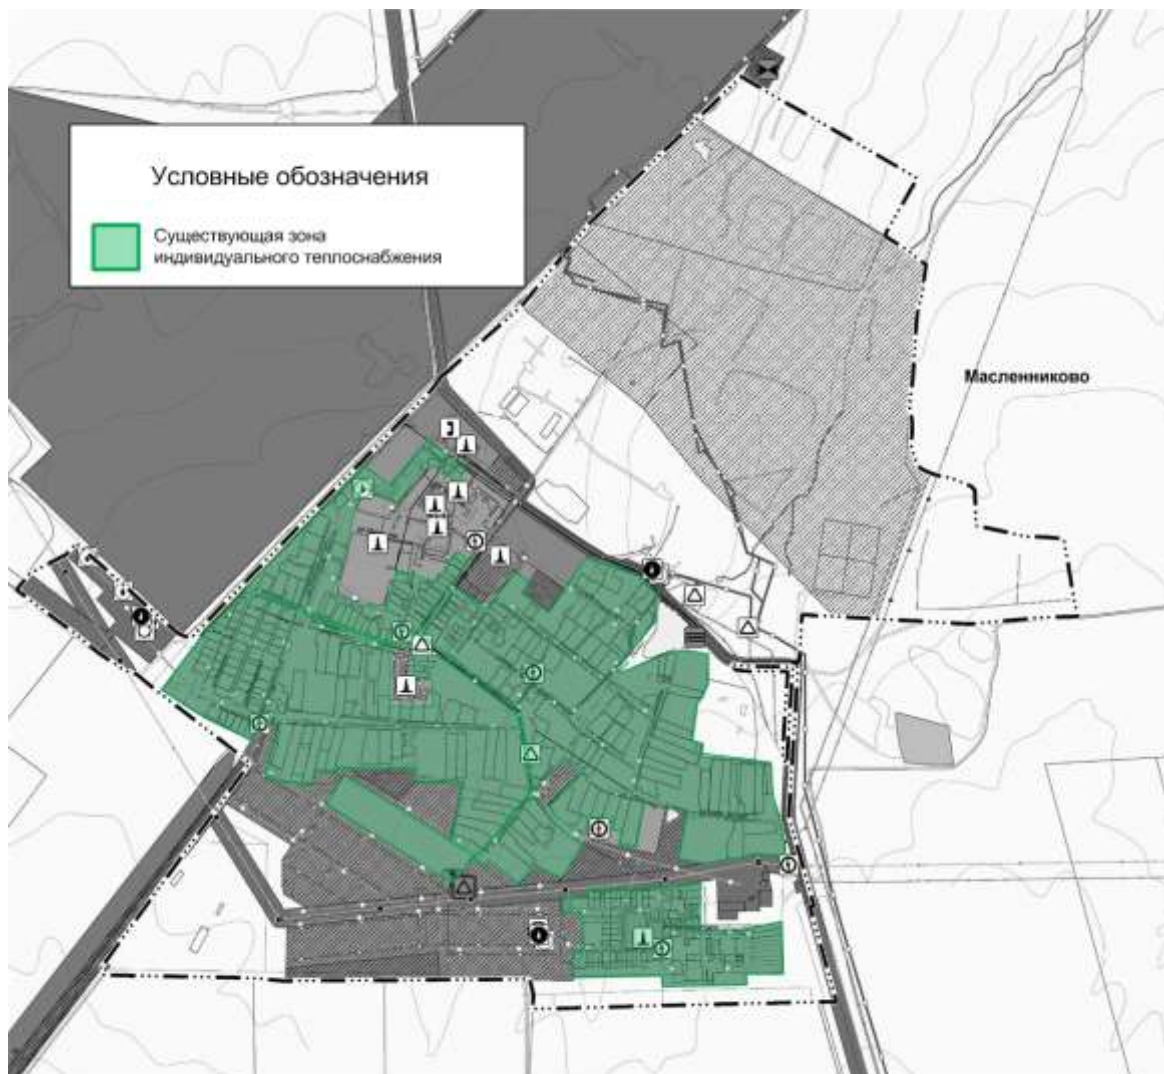 Условные обозначения
Существующая зона
индивидуального теплоснабжения
Масленниково